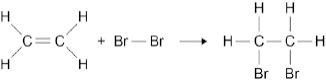 H H H H
C=C + Br—Br → H—C—C—H
H H Br Br